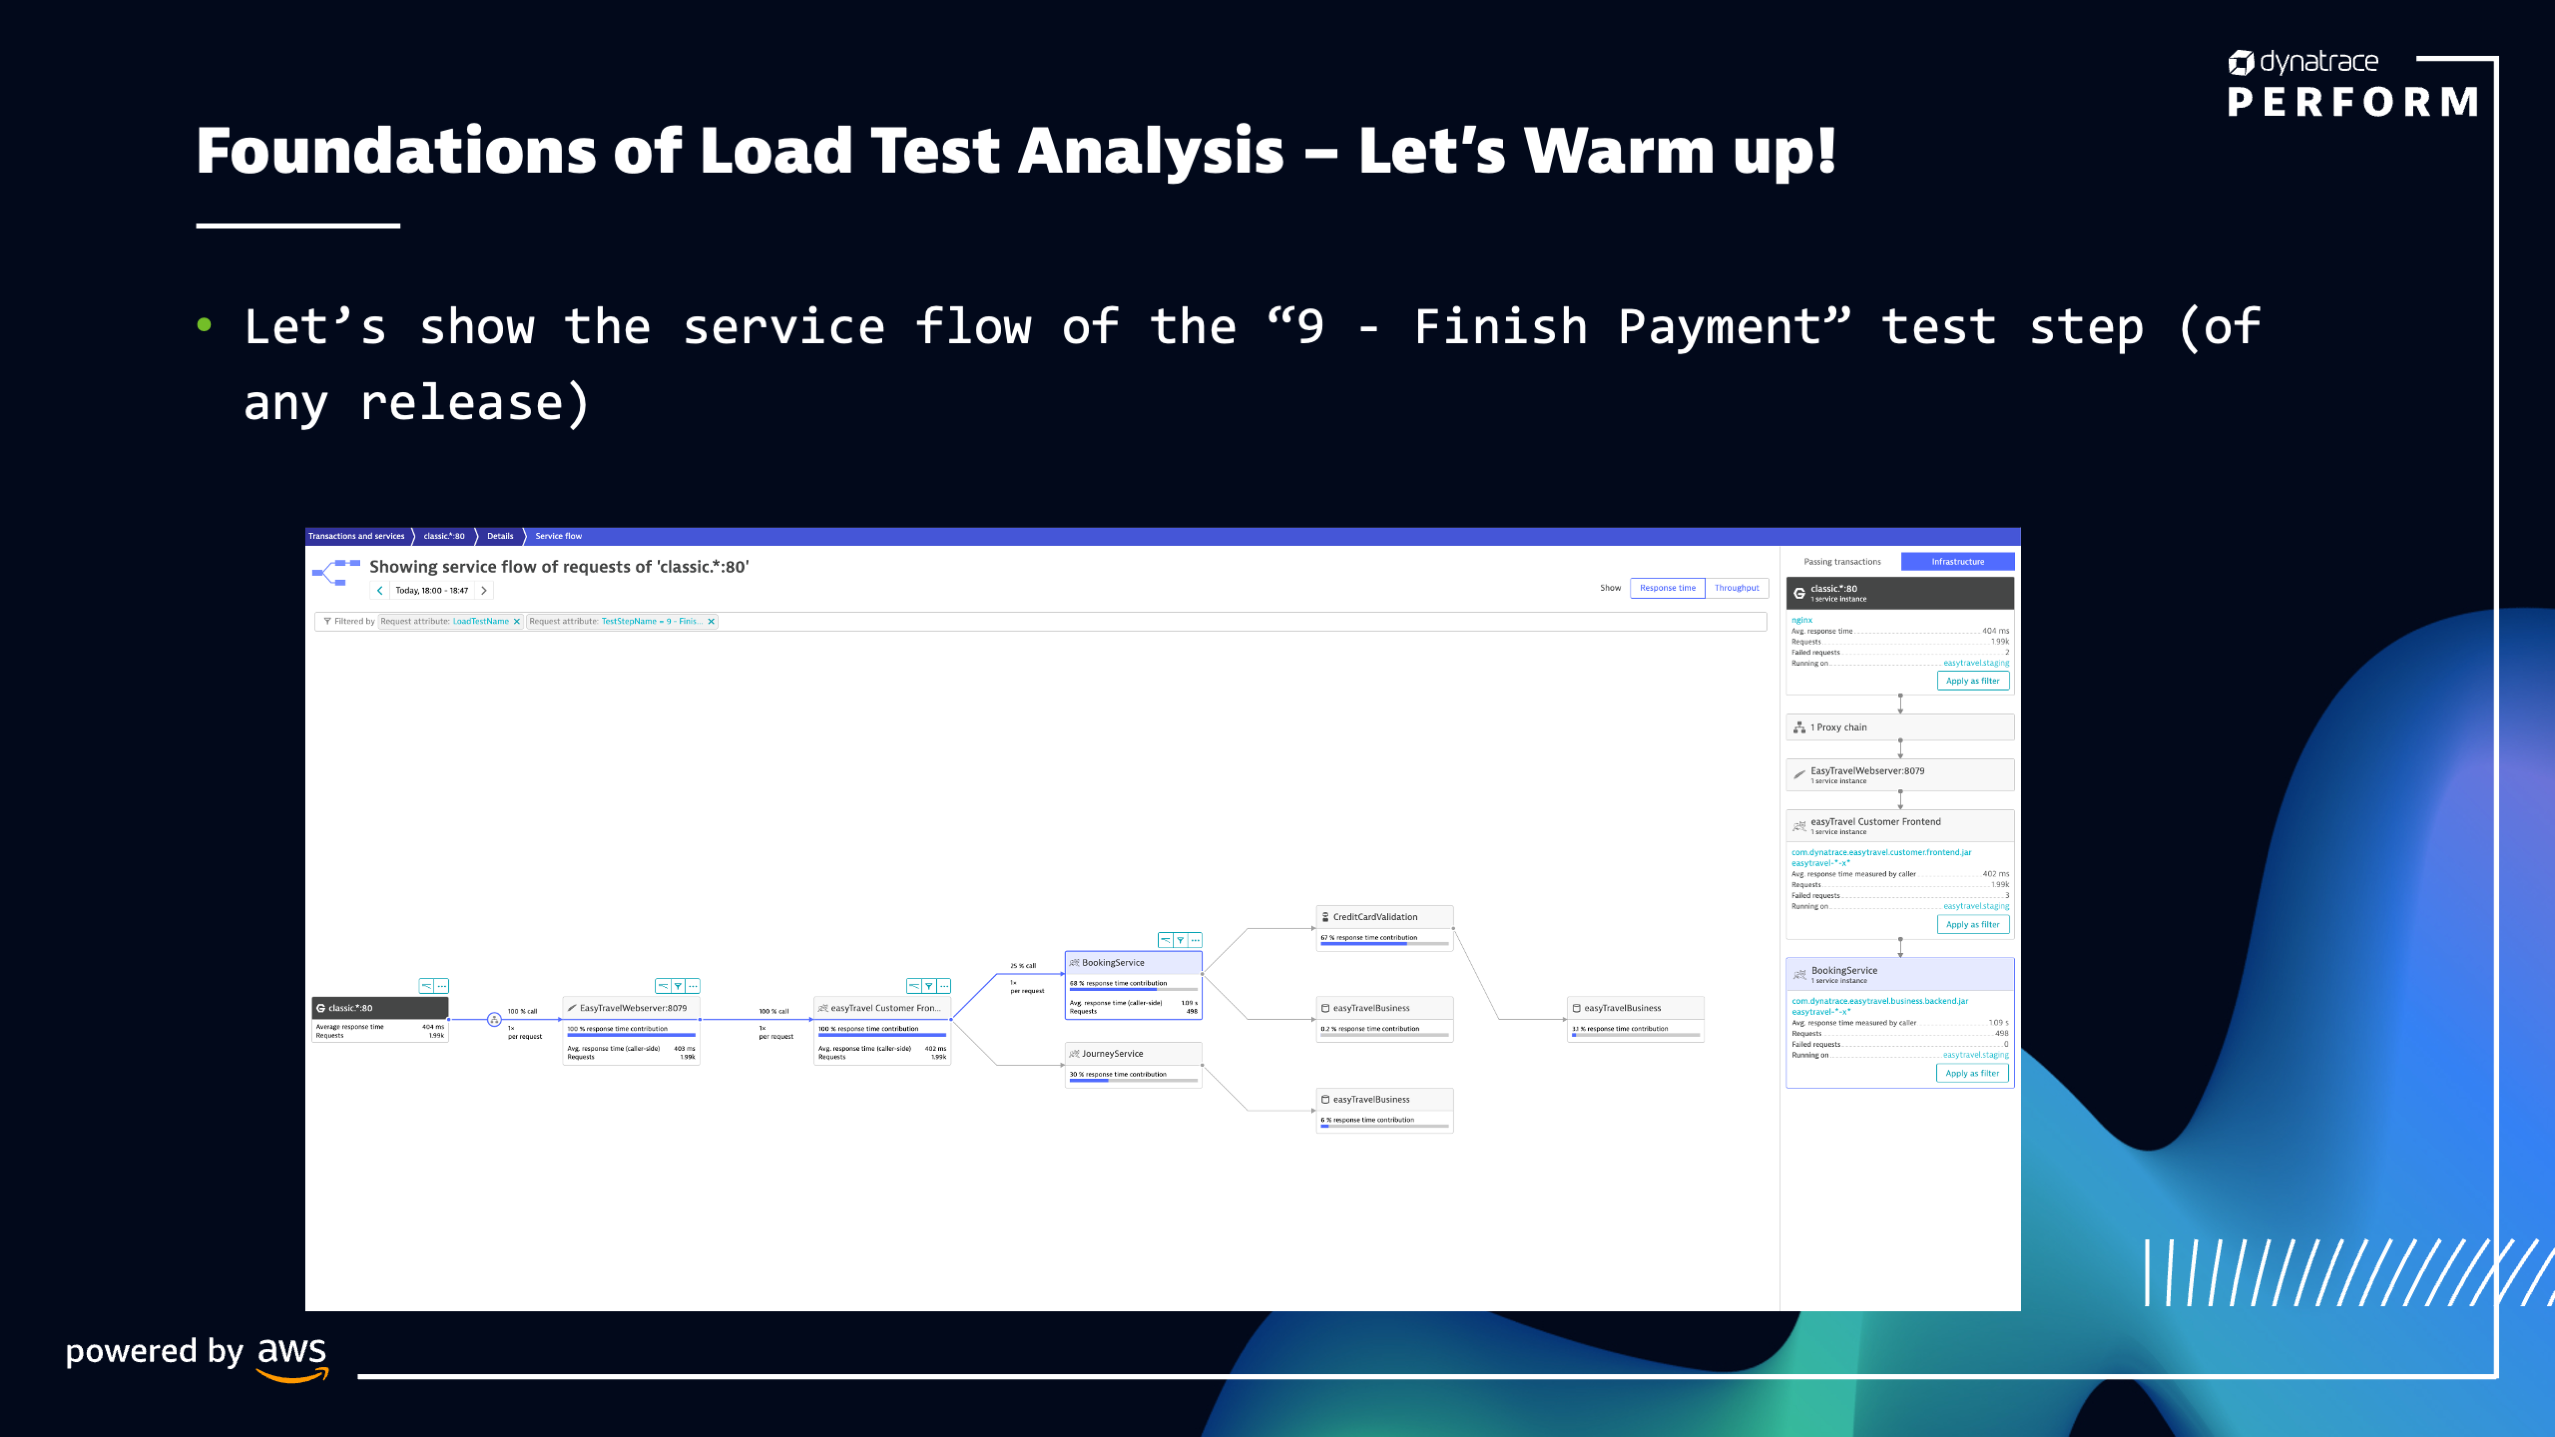 dynatrace
PERFORM
Foundations of Load Test Analysis – Let’s Warm up!
• Let’s show the service flow of the “9 - Finish Payment” test step (of
any release)
Transactions and services
classic.*:80
Details
Service flow
Showing service flow of requests of 'classic.*:80'
Today, 18:00 - 18:47
Show
Response time
Throughput
Filtered by
Request attribute: LoadTestName
Request attribute: TestStepName = 9 - Finis...
classic.*:80
Average response time 404 ms
Requests 1.99k
100 % call
1x
per request
EasyTravelWebserver:8079
100 % response time contribution
Avg. response time (caller-side) 403 ms
Requests 1.99k
100 % call
1x
per request
easyTravel Customer Fron...
100 % response time contribution
Avg. response time (caller-side) 402 ms
Requests 1.99k
25 % call
1x
per request
BookingService
68 % response time contribution
Avg. response time (caller-side) 1.09 s
Requests 498
JourneyService
30 % response time contribution
CreditCardValidation
67 % response time contribution
easyTravelBusiness
0.2 % response time contribution
easyTravelBusiness
6 % response time contribution
easyTravelBusiness
3.1 % response time contribution
Passing transactions
Infrastructure
classic.*:80
1 service instance
nginx
Avg. response time 404 ms
Requests 1.99k
Failed requests 2
Running on easytravel.staging
Apply as filter
1 Proxy chain
EasyTravelWebserver:8079
1 service instance
easyTravel Customer Frontend
1 service instance
com.dynatrace.easytravel.customer.frontend.jar
easytravel-*-x*
Avg. response time measured by caller 402 ms
Requests 1.99k
Failed requests 3
Running on easytravel.staging
Apply as filter
BookingService
1 service instance
com.dynatrace.easytravel.business.backend.jar
easytravel-*-x*
Avg. response time measured by caller 1.09 s
Requests 498
Failed requests 0
Running on easytravel.staging
Apply as filter
powered by aws